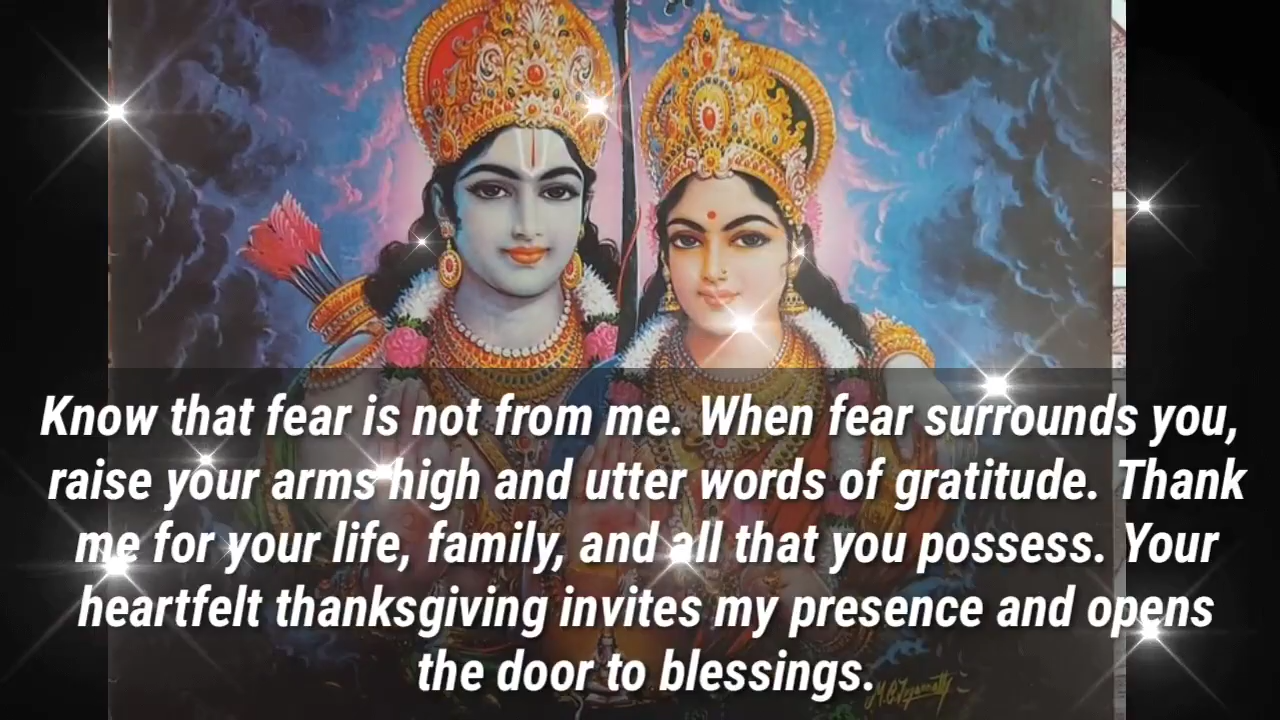 Know that fear is not from me. When fear surrounds you,
raise your arms high and utter words of gratitude. Thank
me for your life, family, and all that you possess. Your
heartfelt thanksgiving invites my presence and opens
the door to blessings.